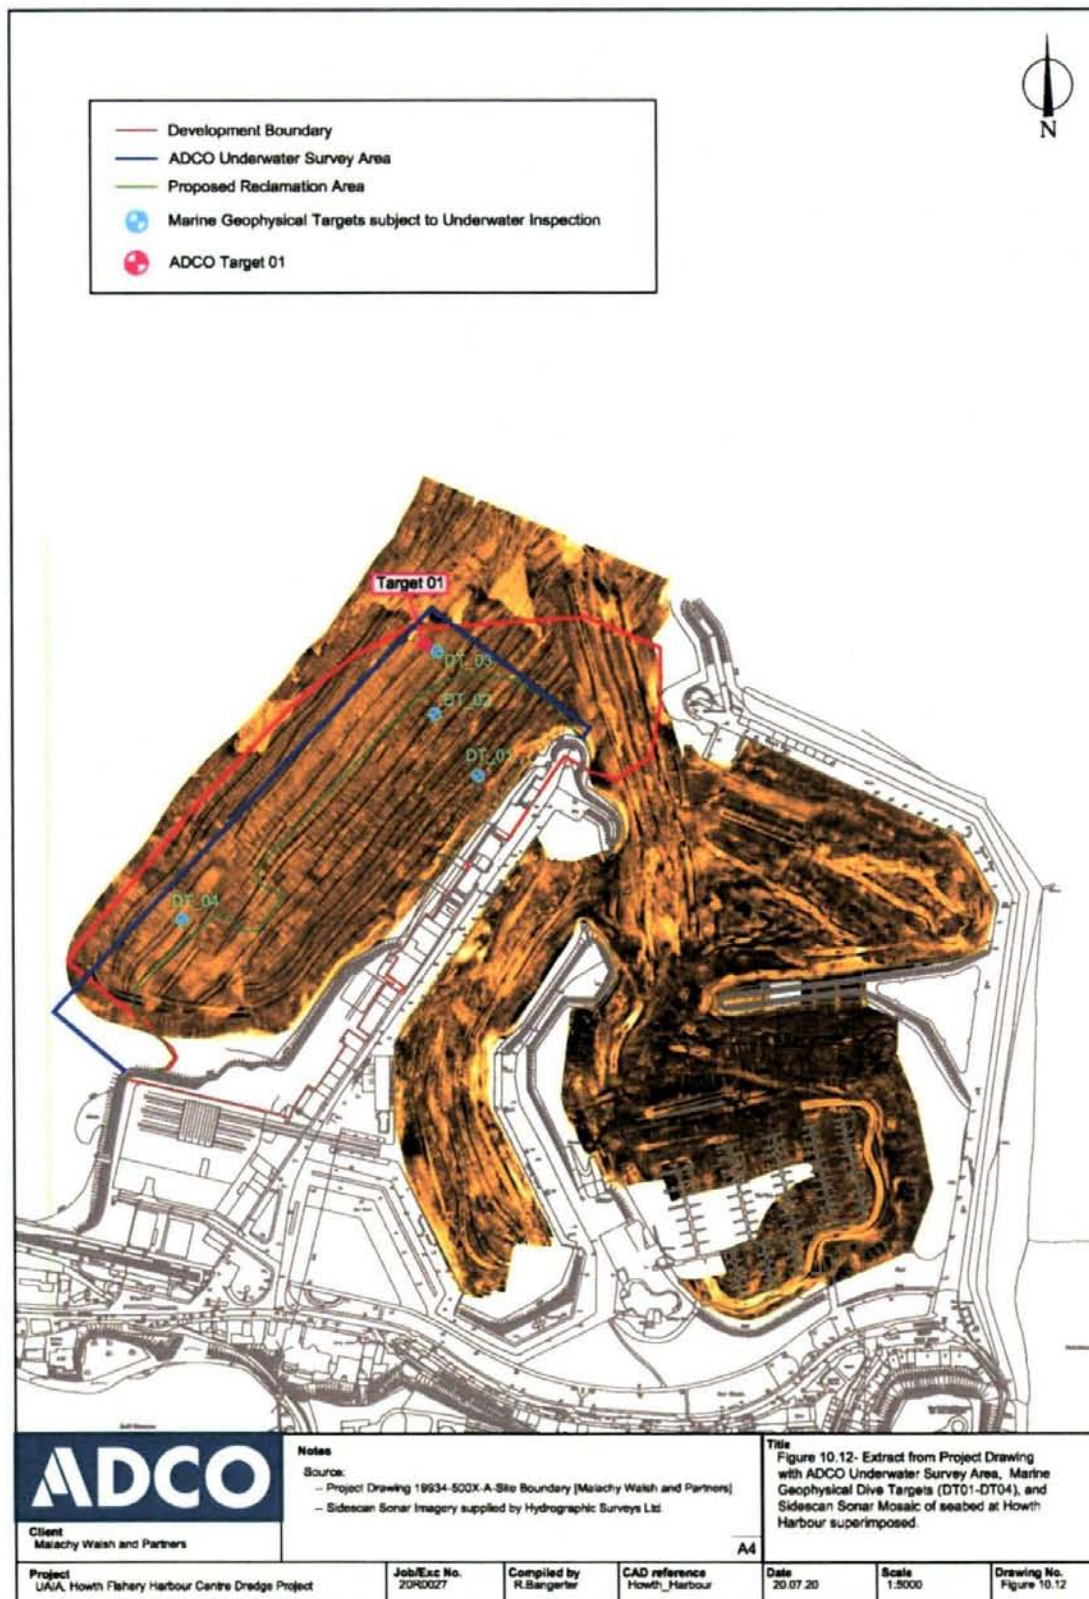 N
Development Boundary
ADCO Underwater Survey Area
Proposed Reclamation Area
Marine Geophysical Targets subject to Underwater Inspection
ADCO Target 01
Target 01
DT_03
DT_02
DT_01
DT_04
ADCO
Client
Malachy Walsh and Partners
Notes
Source:
-- Project Drawing 19934-500X-A-Site Boundary [Malachy Walsh and Partners]
-- Sidescan Sonar Imagery supplied by Hydrographic Surveys Ltd
A4
Title
Figure 10.12- Extract from Project Drawing
with ADCO Underwater Survey Area, Marine
Geophysical Dive Targets (DT01-DT04), and
Sidescan Sonar Mosaic of seabed at Howth
Harbour superimposed.
Project
UAIA, Howth Fishery Harbour Centre Dredge Project
Job/Exc No.
20R0027
Compiled by
R.Bangerter
CAD reference
Howth_Harbour
Date
20.07.20
Scale
1:5000
Drawing No.
Figure 10.12